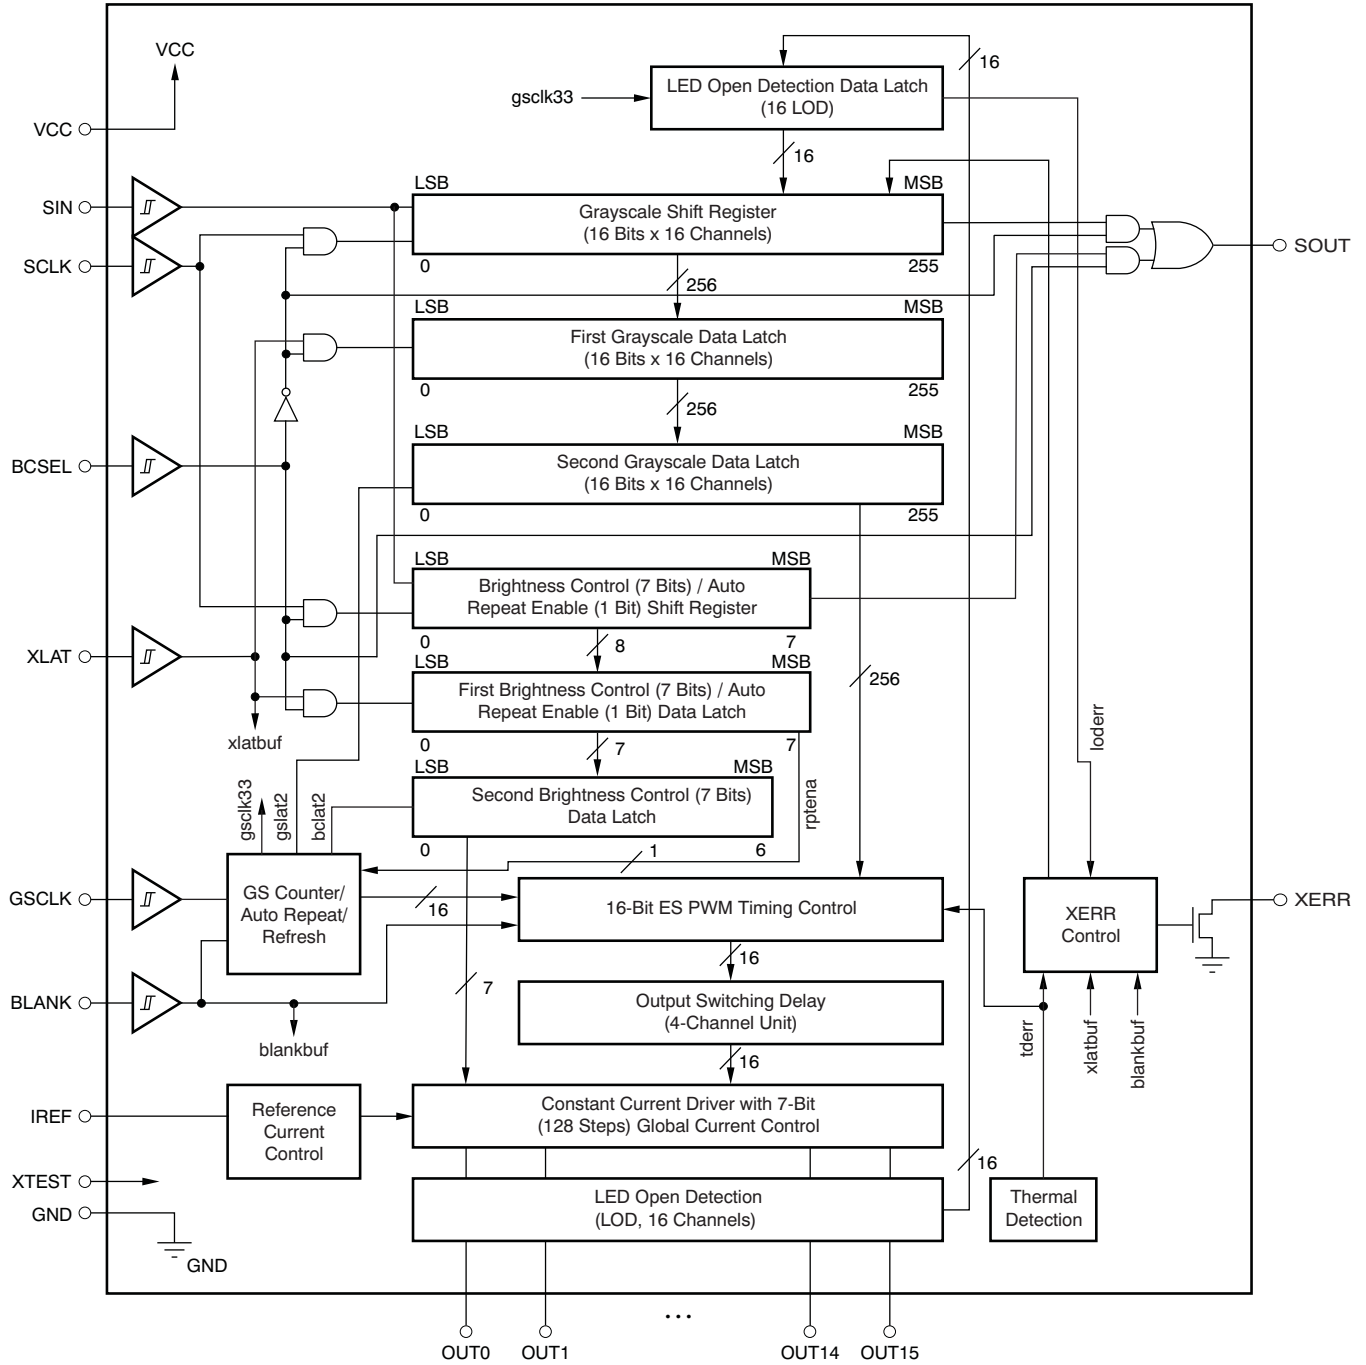 VCC
VCC
SIN
SCLK
BCSEL
XLAT
xlatbuf
GSCLK
BLANK
blankbuf
IREF
XTEST
GND
GND
gsclk33
LED Open Detection Data Latch
(16 LOD)
16
16
LSB
MSB
Grayscale Shift Register
(16 Bits x 16 Channels)
0
255
256
LSB
MSB
First Grayscale Data Latch
(16 Bits x 16 Channels)
0
255
256
LSB
MSB
Second Grayscale Data Latch
(16 Bits x 16 Channels)
0
255
256
LSB
MSB
Brightness Control (7 Bits) / Auto
Repeat Enable (1 Bit) Shift Register
0
7
8
LSB
MSB
First Brightness Control (7 Bits) / Auto
Repeat Enable (1 Bit) Data Latch
0
7
7
LSB
MSB
Second Brightness Control (7 Bits)
Data Latch
0
6
rptena
1
gsclk33
gslat2
bclat2
GS Counter/
Auto Repeat/
Refresh
16
16-Bit ES PWM Timing Control
16
7
Output Switching Delay
(4-Channel Unit)
16
Reference
Current
Control
Constant Current Driver with 7-Bit
(128 Steps) Global Current Control
16
LED Open Detection
(LOD, 16 Channels)
Thermal
Detection
loderr
XERR
Control
tderr
xlatbuf
blankbuf
SOUT
XERR
OUT0
OUT1
...
OUT14
OUT15